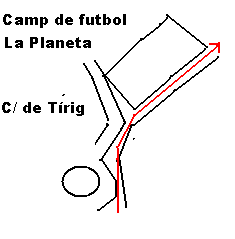 Camp de futbol
La Planeta
C/ de Tírig